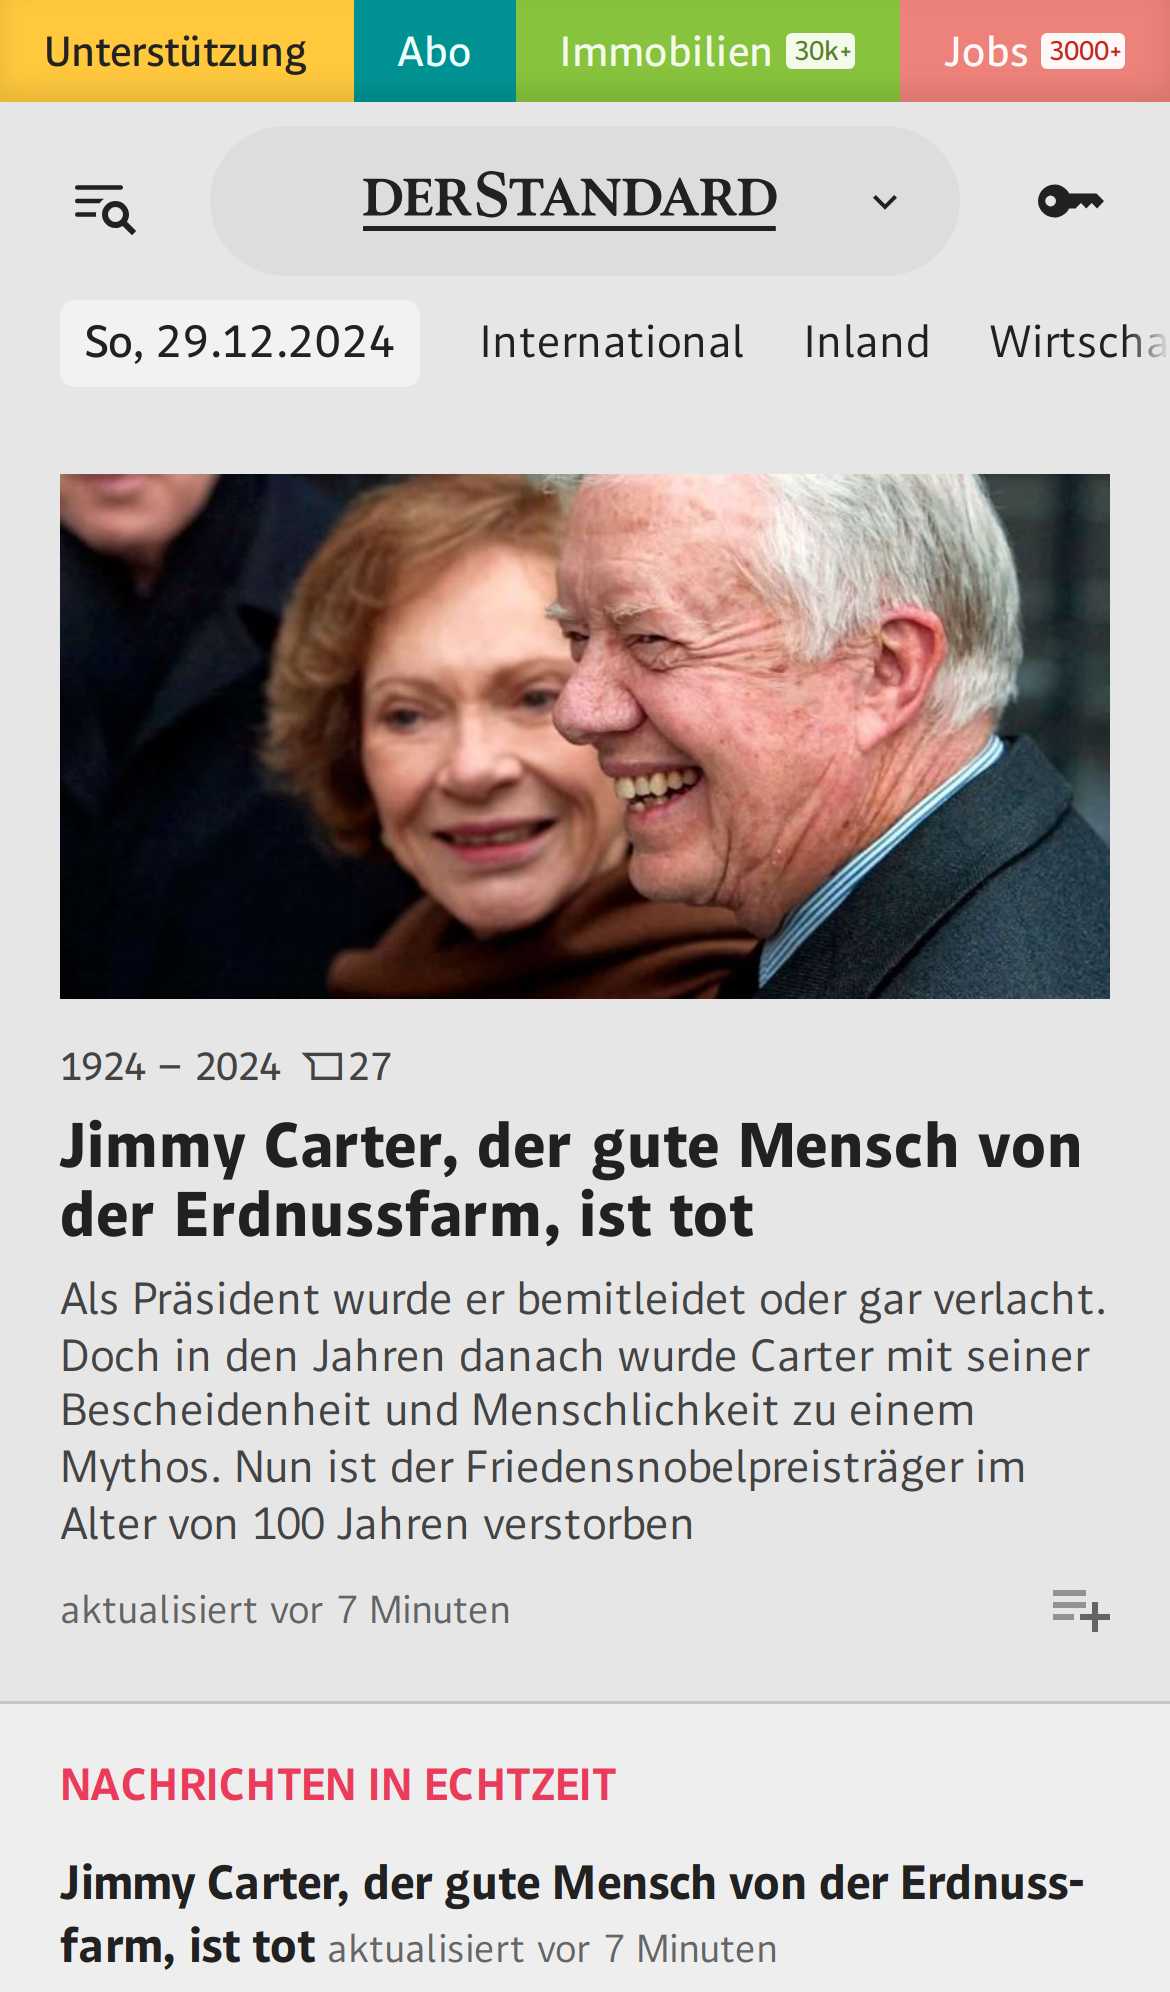 Unterstützung Abo Immobilien 30k+ Jobs 3000+
DERSTANDARD
So, 29.12.2024 International Inland Wirtscha
1924 – 2024 27
Jimmy Carter, der gute Mensch von
der Erdnussfarm, ist tot
Als Präsident wurde er bemitleidet oder gar verlacht.
Doch in den Jahren danach wurde Carter mit seiner
Bescheidenheit und Menschlichkeit zu einem
Mythos. Nun ist der Friedensnobelpreisträger im
Alter von 100 Jahren verstorben
aktualisiert vor 7 Minuten
NACHRICHTEN IN ECHTZEIT
Jimmy Carter, der gute Mensch von der Erdnuss-
farm, ist tot aktualisiert vor 7 Minuten